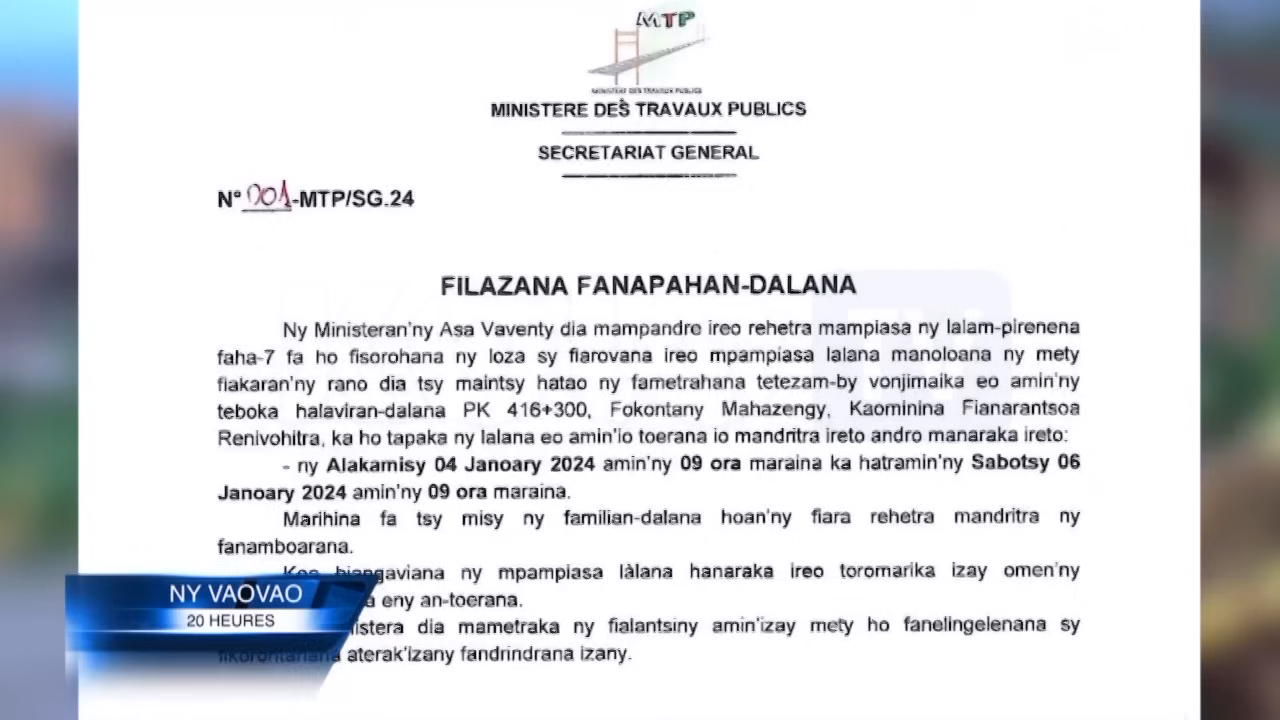 MTP
MINISTERE DES TRAVAUX PUBLICS
MINISTERE DES TRAVAUX PUBLICS
SECRETARIAT GENERAL
N° 001-MTP/SG.24
FILAZANA FANAPAHAN-DALANA
Ny Ministeran'ny Asa Vaventy dia mampandre ireo rehetra mampiasa ny lalam-pirenena
faha-7 fa ho fisorohana ny loza sy fiarovana ireo mpampiasa lalana manoloana ny mety
fiakaran'ny rano dia tsy maintsy hatao ny fametrahana tetezam-by vonjimaika eo amin'ny
teboka halaviran-dalana PK 416+300, Fokontany Mahazengy, Kaominina Fianarantsoa
Renivohitra, ka ho tapaka ny lalana eo amin'io toerana io mandritra ireto andro manaraka ireto:
- ny Alakamisy 04 Janoary 2024 amin'ny 09 ora maraina ka hatramin'ny Sabotsy 06
Janoary 2024 amin'ny 09 ora maraina.
Marihina fa tsy misy ny familian-dalana hoan'ny fiara rehetra mandritra ny
fanamboarana.
ny mpampiasa làlana hanaraka ireo toromarika izay omen'ny
eny an-toerana.
dia mametraka ny fialantsiny amin'izay mety ho fanelingelenana sy
aterak'izany fandrindrana izany.
NY VAOVAO
20 HEURES